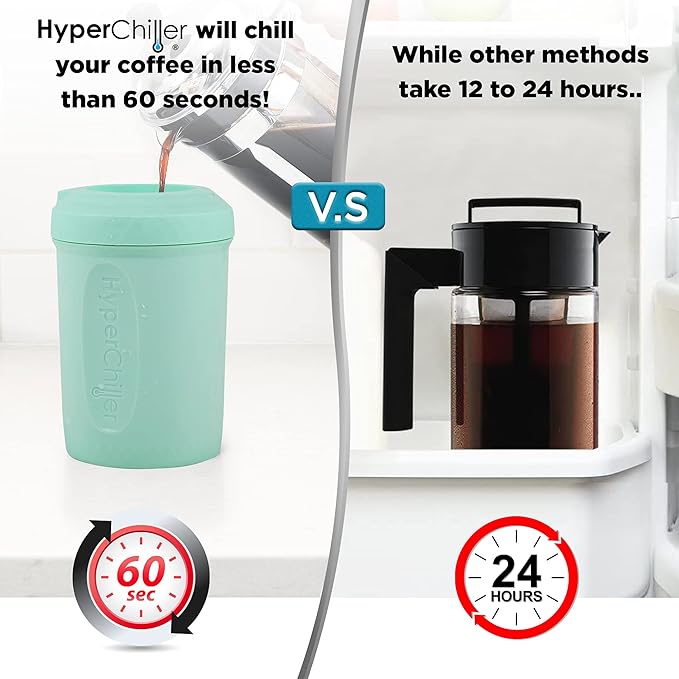 HyperChiller® will chill
your coffee in less
than 60 seconds!
While other methods
take 12 to 24 hours..
V.S
HyperChiller
60
sec
24
HOURS